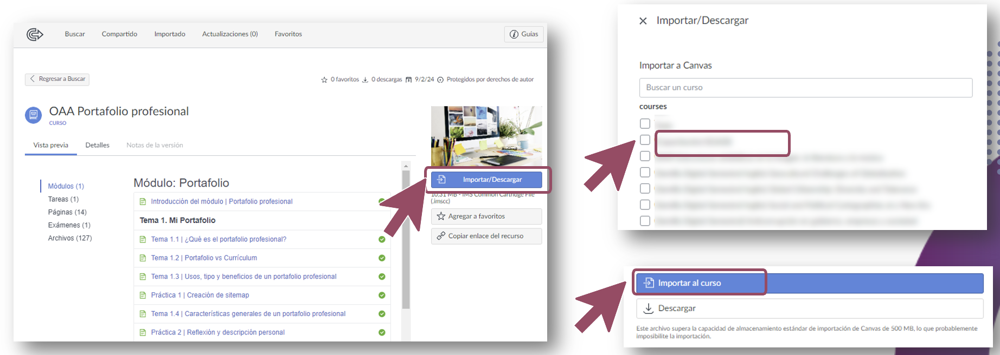 Buscar Compartido Importado Actualizaciones (0) Favoritos Guías
Regresar a Buscar
0 favoritos 0 descargas 9/2/24 Protegidos por derechos de autor
OAA Portafolio profesional
CURSO
Vista previa Detalles Notas de la versión
Módulos (1)
Tareas (1)
Páginas (14)
Exámenes (1)
Archivos (127)
Módulo: Portafolio
Introducción del módulo | Portafolio profesional
Tema 1. Mi Portafolio
Tema 1.1 | ¿Qué es el portafolio profesional?
Tema 1.2 | Portafolio vs Currículum
Tema 1.3 | Usos, tipo y beneficios de un portafolio profesional
Práctica 1 | Creación de sitemap
Tema 1.4 | Características generales de un portafolio profesional
Práctica 2 | Reflexión y descripción personal
Importar/Descargar
10,31 MB - IMS Common Cartridge File
(.imscc)
Agregar a favoritos
Copiar enlace del recurso
Importar/Descargar
Importar a Canvas
Buscar un curso
courses
Importar al curso
Descargar
Este archivo supera la capacidad de almacenamiento estándar de importación de Canvas de 500 MB, lo que probablemente
imposibilite la importación.